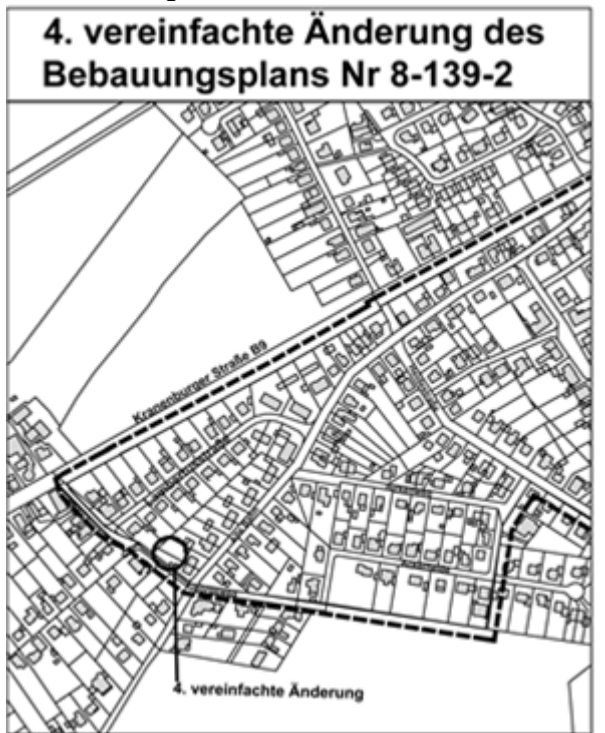 4. vereinfachte Änderung des
Bebauungsplans Nr 8-139-2
Kranenburger Straße B9
4. vereinfachte Änderung